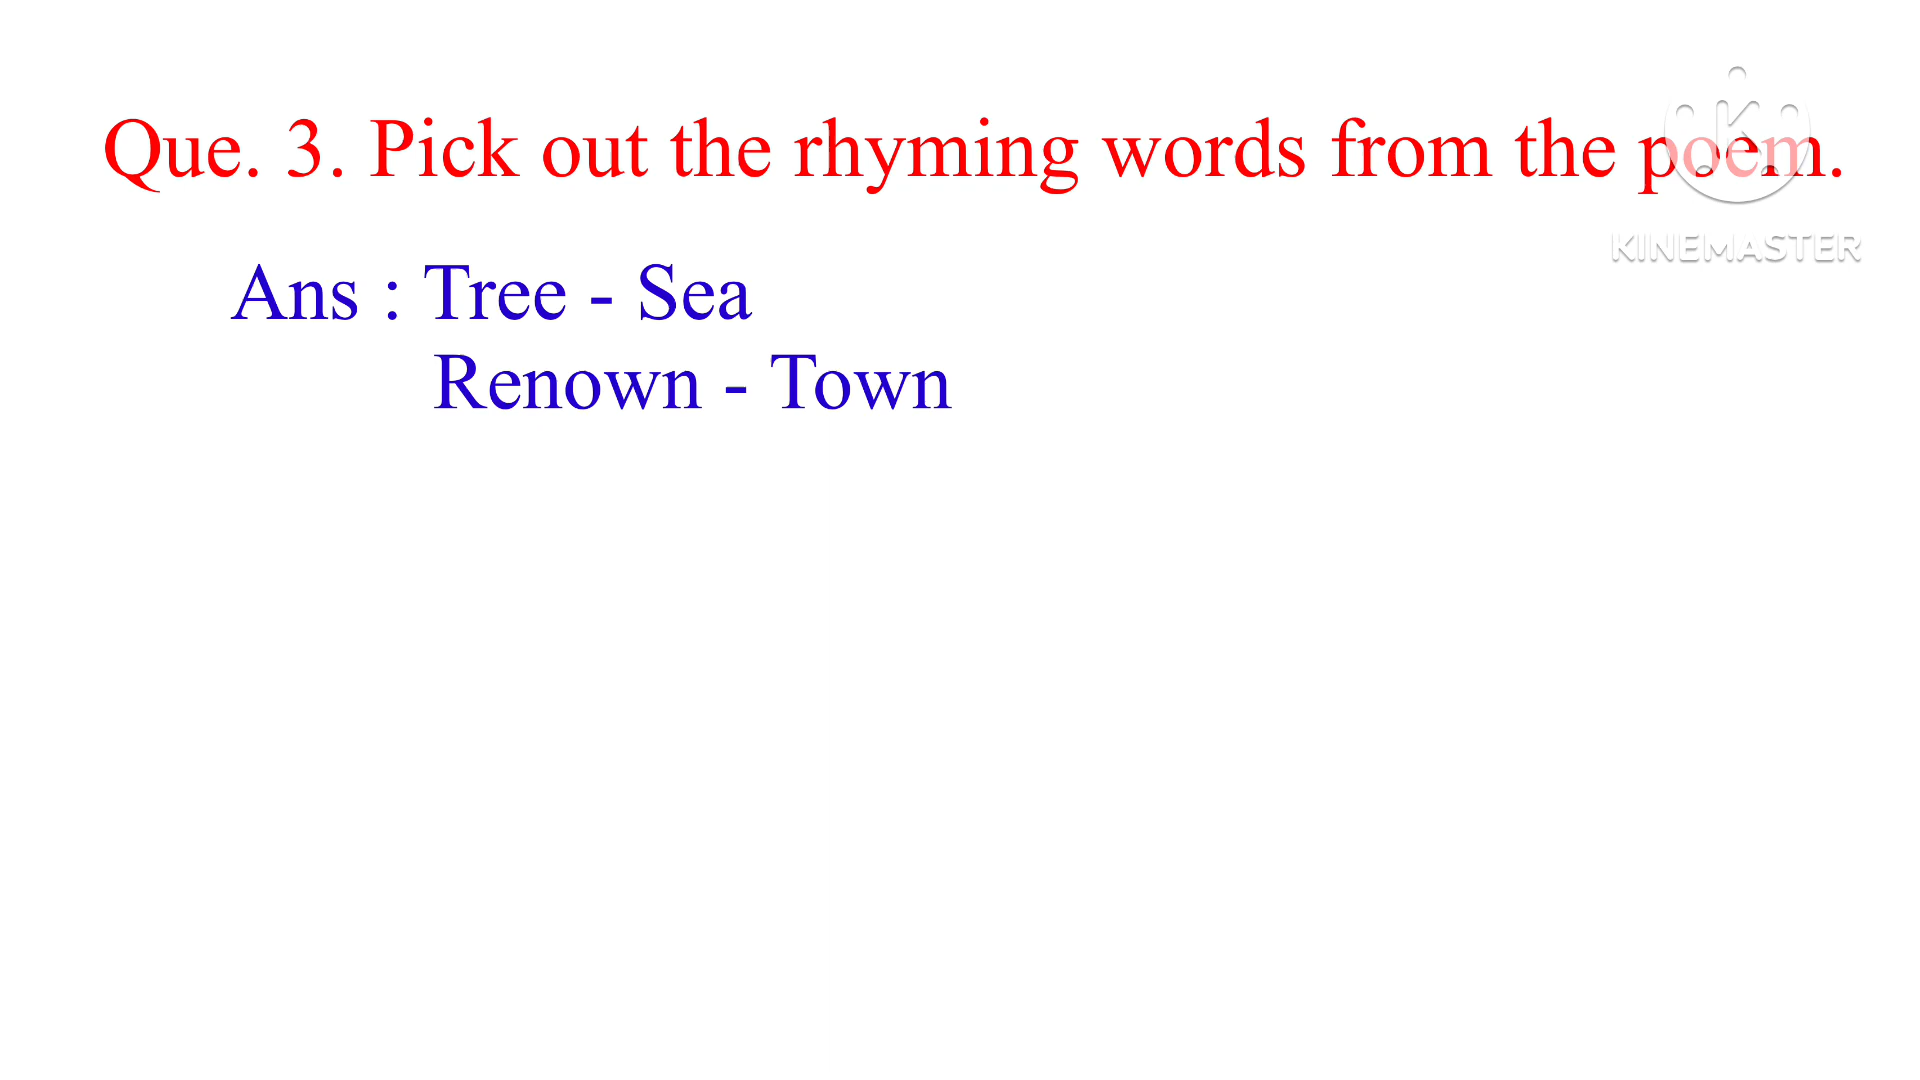 Que. 3. Pick out the rhyming words from the poem.
KINEMASTER
Ans : Tree - Sea
Renown - Town